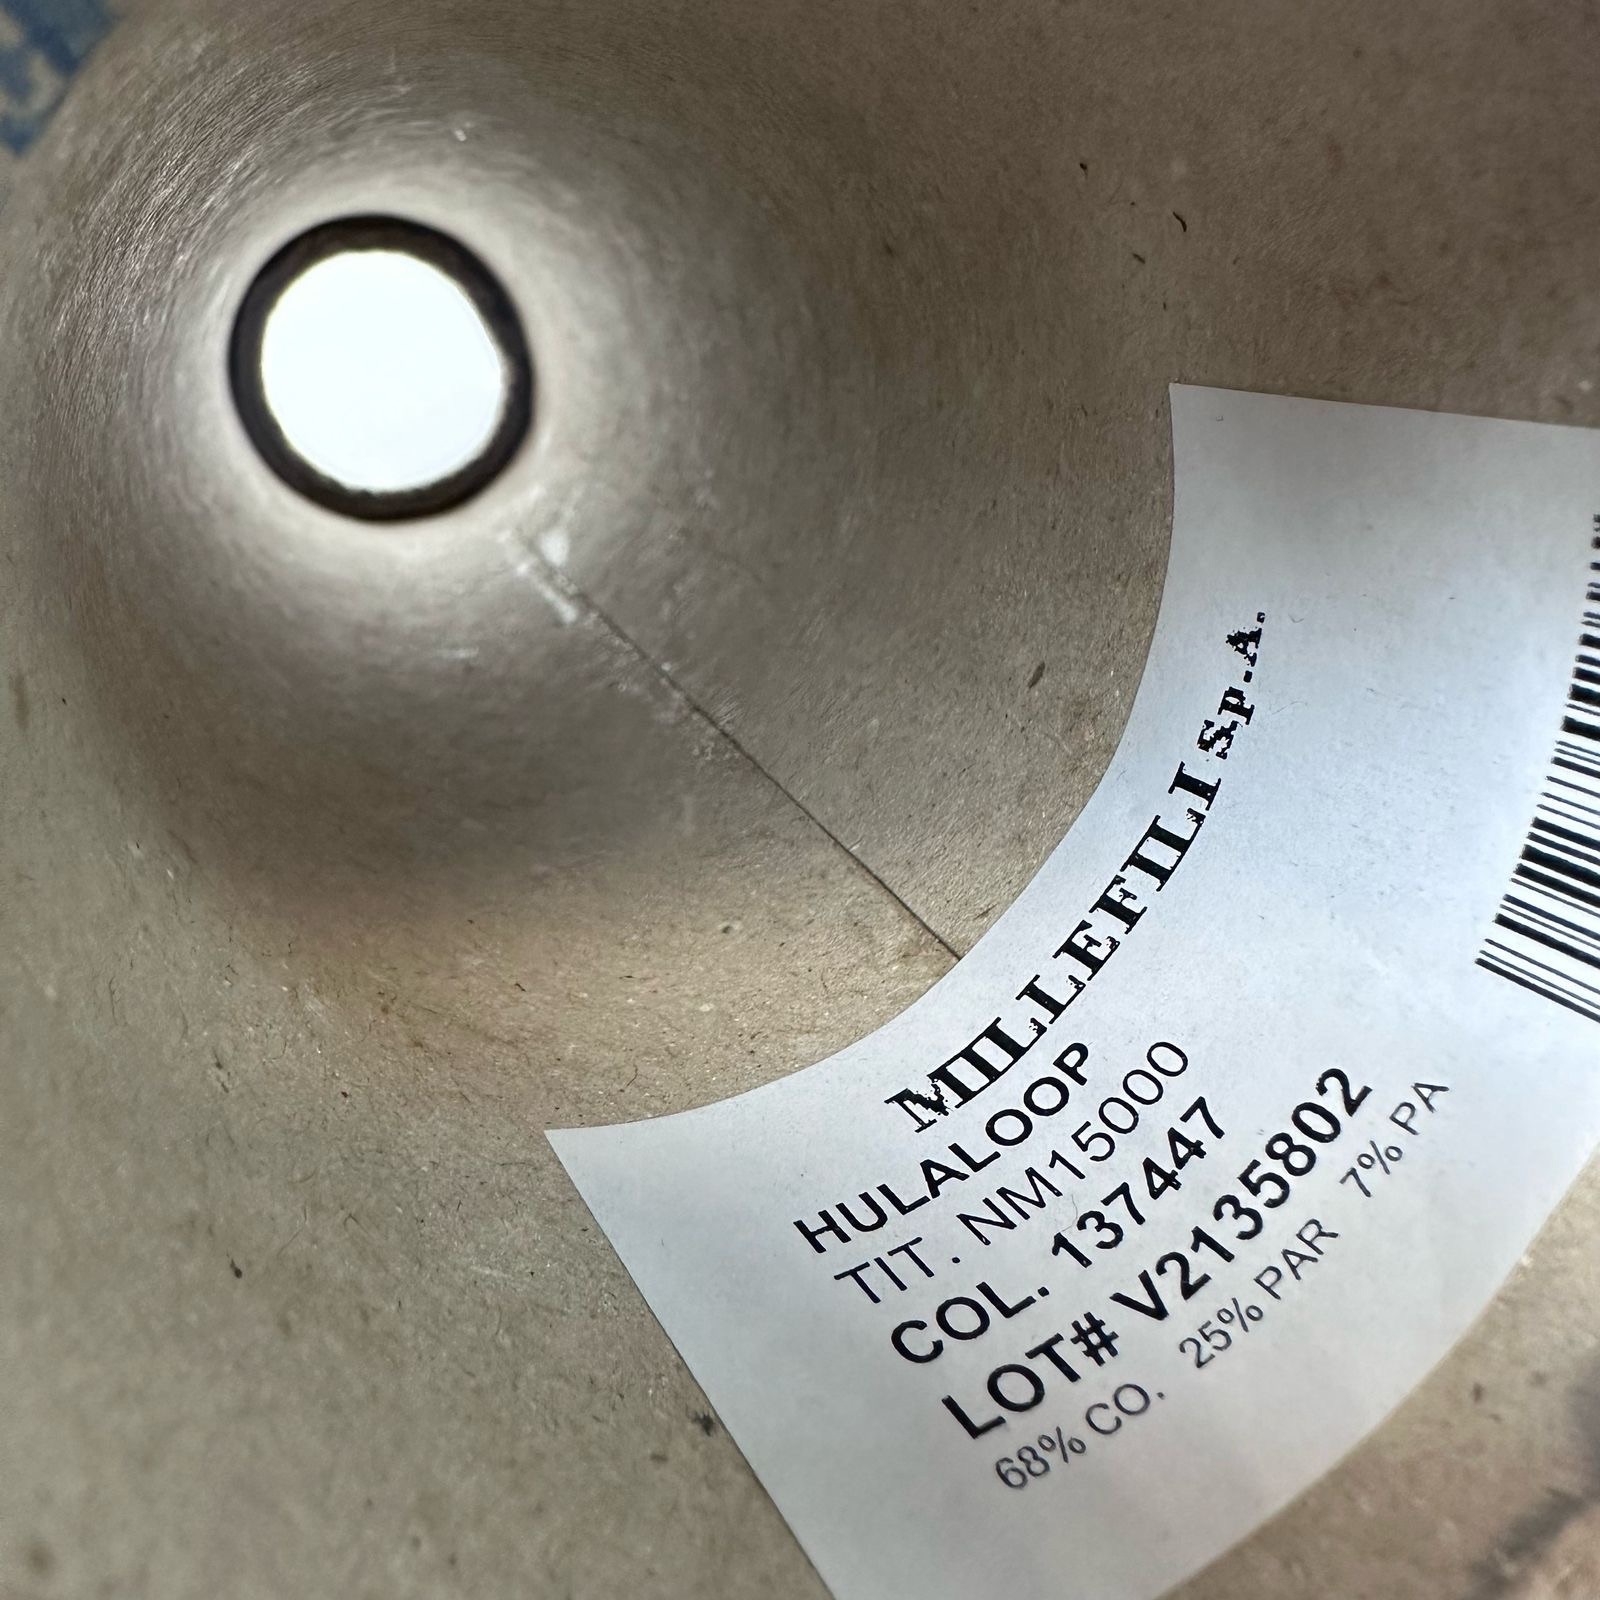 MILLEFILI S.p.A.
HULALOOP
TIT. NM15000
COL. 137447
LOT# V2135802
68% CO. 25% PAR 7% PA